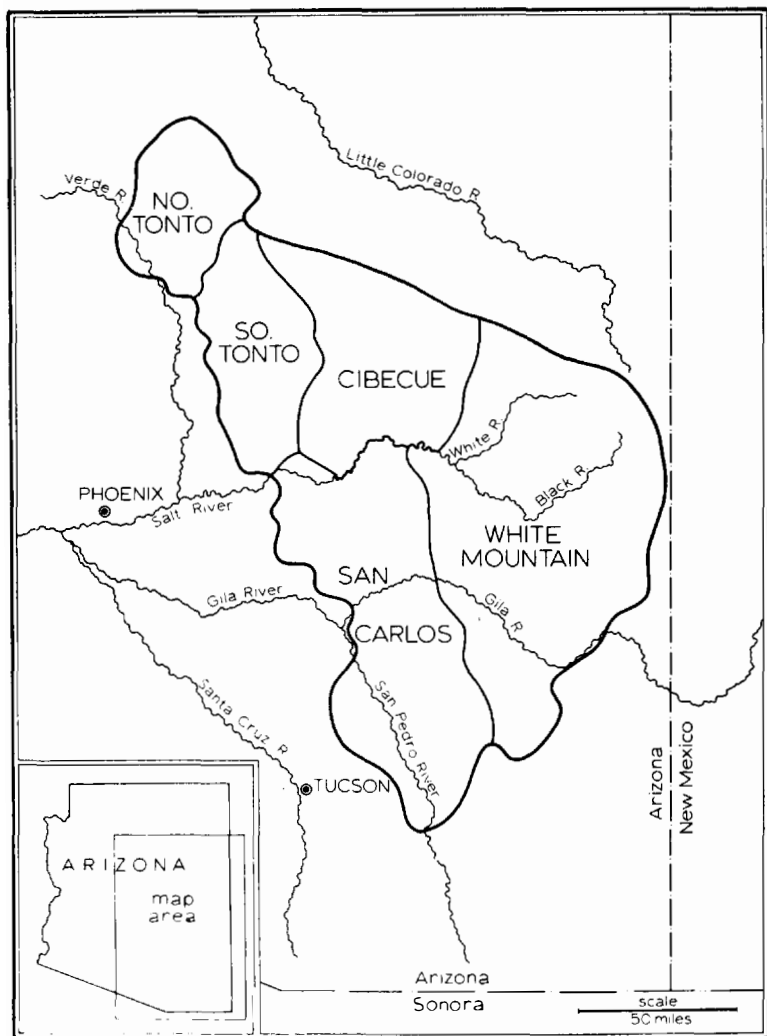 Little Colorado R.
Verde R.
NO.
TONTO
SO.
TONTO
CIBECUE
White R.
Black R.
PHOENIX
Salt River
WHITE
MOUNTAIN
SAN
CARLOS
Gila River
Gila R.
San Pedro River
Santa Cruz R.
TUCSON
Arizona
New Mexico
ARIZONA
map
area
Arizona
Sonora
scale
50 miles